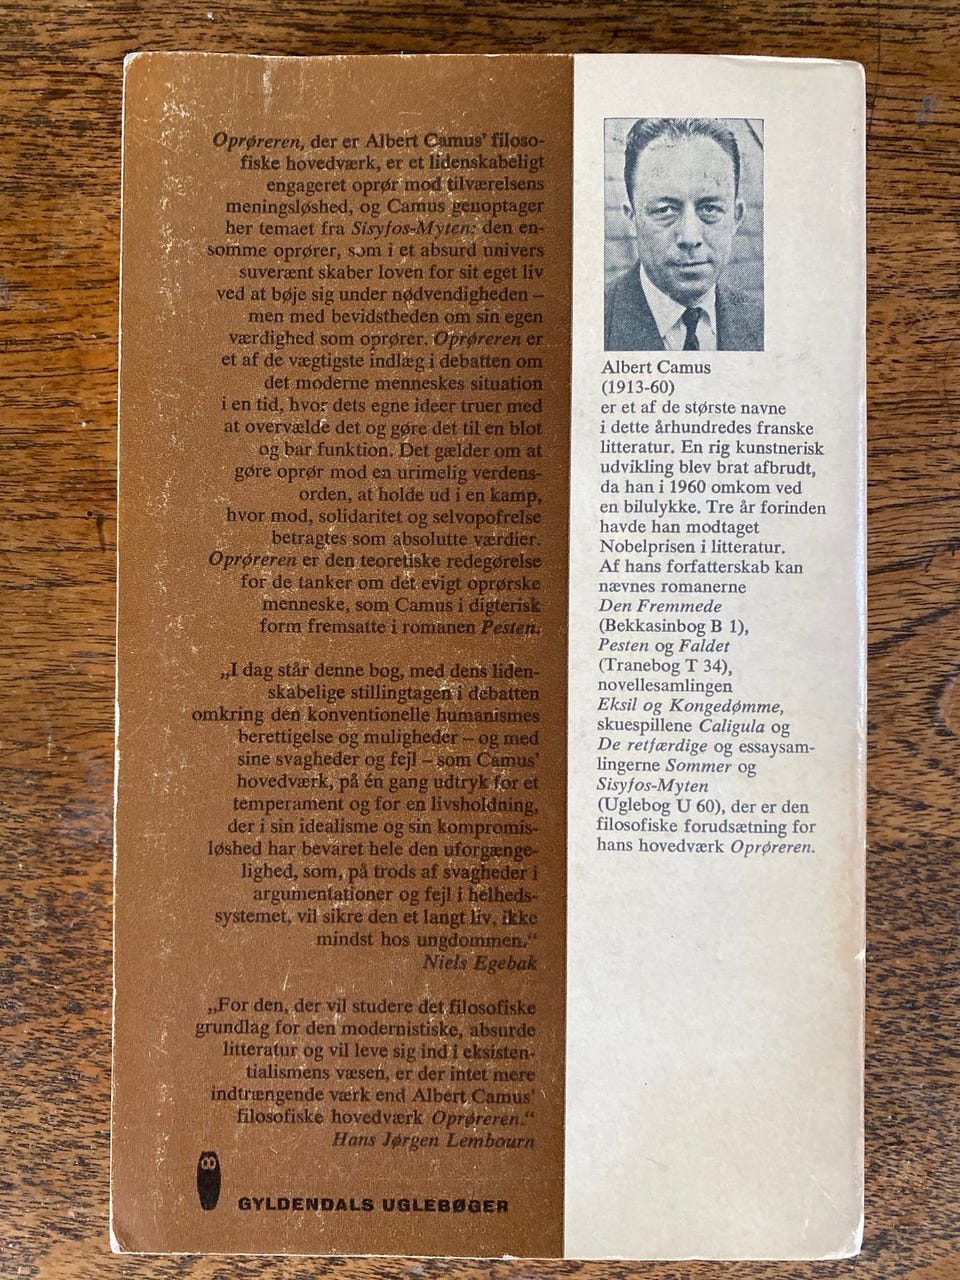 Oprøreren, der er Albert Camus' filoso-
fiske hovedværk, er et lidenskabeligt
engageret oprør mod tilværelsens
meningsløshed, og Camus genoptager
her temaet fra Sisyfos-Myten: den en-
somme oprører, som i et absurd univers
suverænt skaber loven for sit eget liv
ved at bøje sig under nødvendigheden –
men med bevidstheden om sin egen
værdighed som oprører. Oprøreren er
et af de vægtigste indlæg i debatten om
det moderne menneskes situation
i en tid, hvor dets egne ideer truer med
at overvælde det og gøre det til en blot
og bar funktion. Det gælder om at
gøre oprør mod en urimelig verdens-
orden, at holde ud i en kamp,
hvor mod, solidaritet og selvopofrelse
betragtes som absolutte værdier.
Oprøreren er den teoretiske redegørelse
for de tanker om det evigt oprørske
menneske, som Camus i digterisk
form fremsatte i romanen Pesten.
„I dag står denne bog, med dens liden-
skabelige stillingtagen i debatten
omkring den konventionelle humanismes
berettigelse og muligheder – og med
sine svagheder og fejl – som Camus'
hovedværk, på én gang udtryk for et
temperament og for en livsholdning,
der i sin idealisme og sin kompromis-
løshed har bevaret hele den uforgænge-
lighed, som, på trods af svagheder i
argumentationer og fejl i helheds-
systemet, vil sikre den et langt liv, ikke
mindst hos ungdommen.“
Niels Egebak
„For den, der vil studere det filosofiske
grundlag for den modernistiske, absurde
litteratur og vil leve sig ind i eksisten-
tialismens væsen, er der intet mere
indtrængende værk end Albert Camus'
filosofiske hovedværk Oprøreren.“
Hans Jørgen Lembourn
GYLDENDALS UGLEBØGER
Albert Camus
(1913-60)
er et af de største navne
i dette århundredes franske
litteratur. En rig kunstnerisk
udvikling blev brat afbrudt,
da han i 1960 omkom ved
en bilulykke. Tre år forinden
havde han modtaget
Nobelprisen i litteratur.
Af hans forfatterskab kan
nævnes romanerne
Den Fremmede
(Bekkasinbog B 1),
Pesten og Faldet
(Tranebog T 34),
novellesamlingen
Eksil og Kongedømme,
skuespillene Caligula og
De retfærdige og essaysam-
lingerne Sommer og
Sisyfos-Myten
(Uglebog U 60), der er den
filosofiske forudsætning for
hans hovedværk Oprøreren.